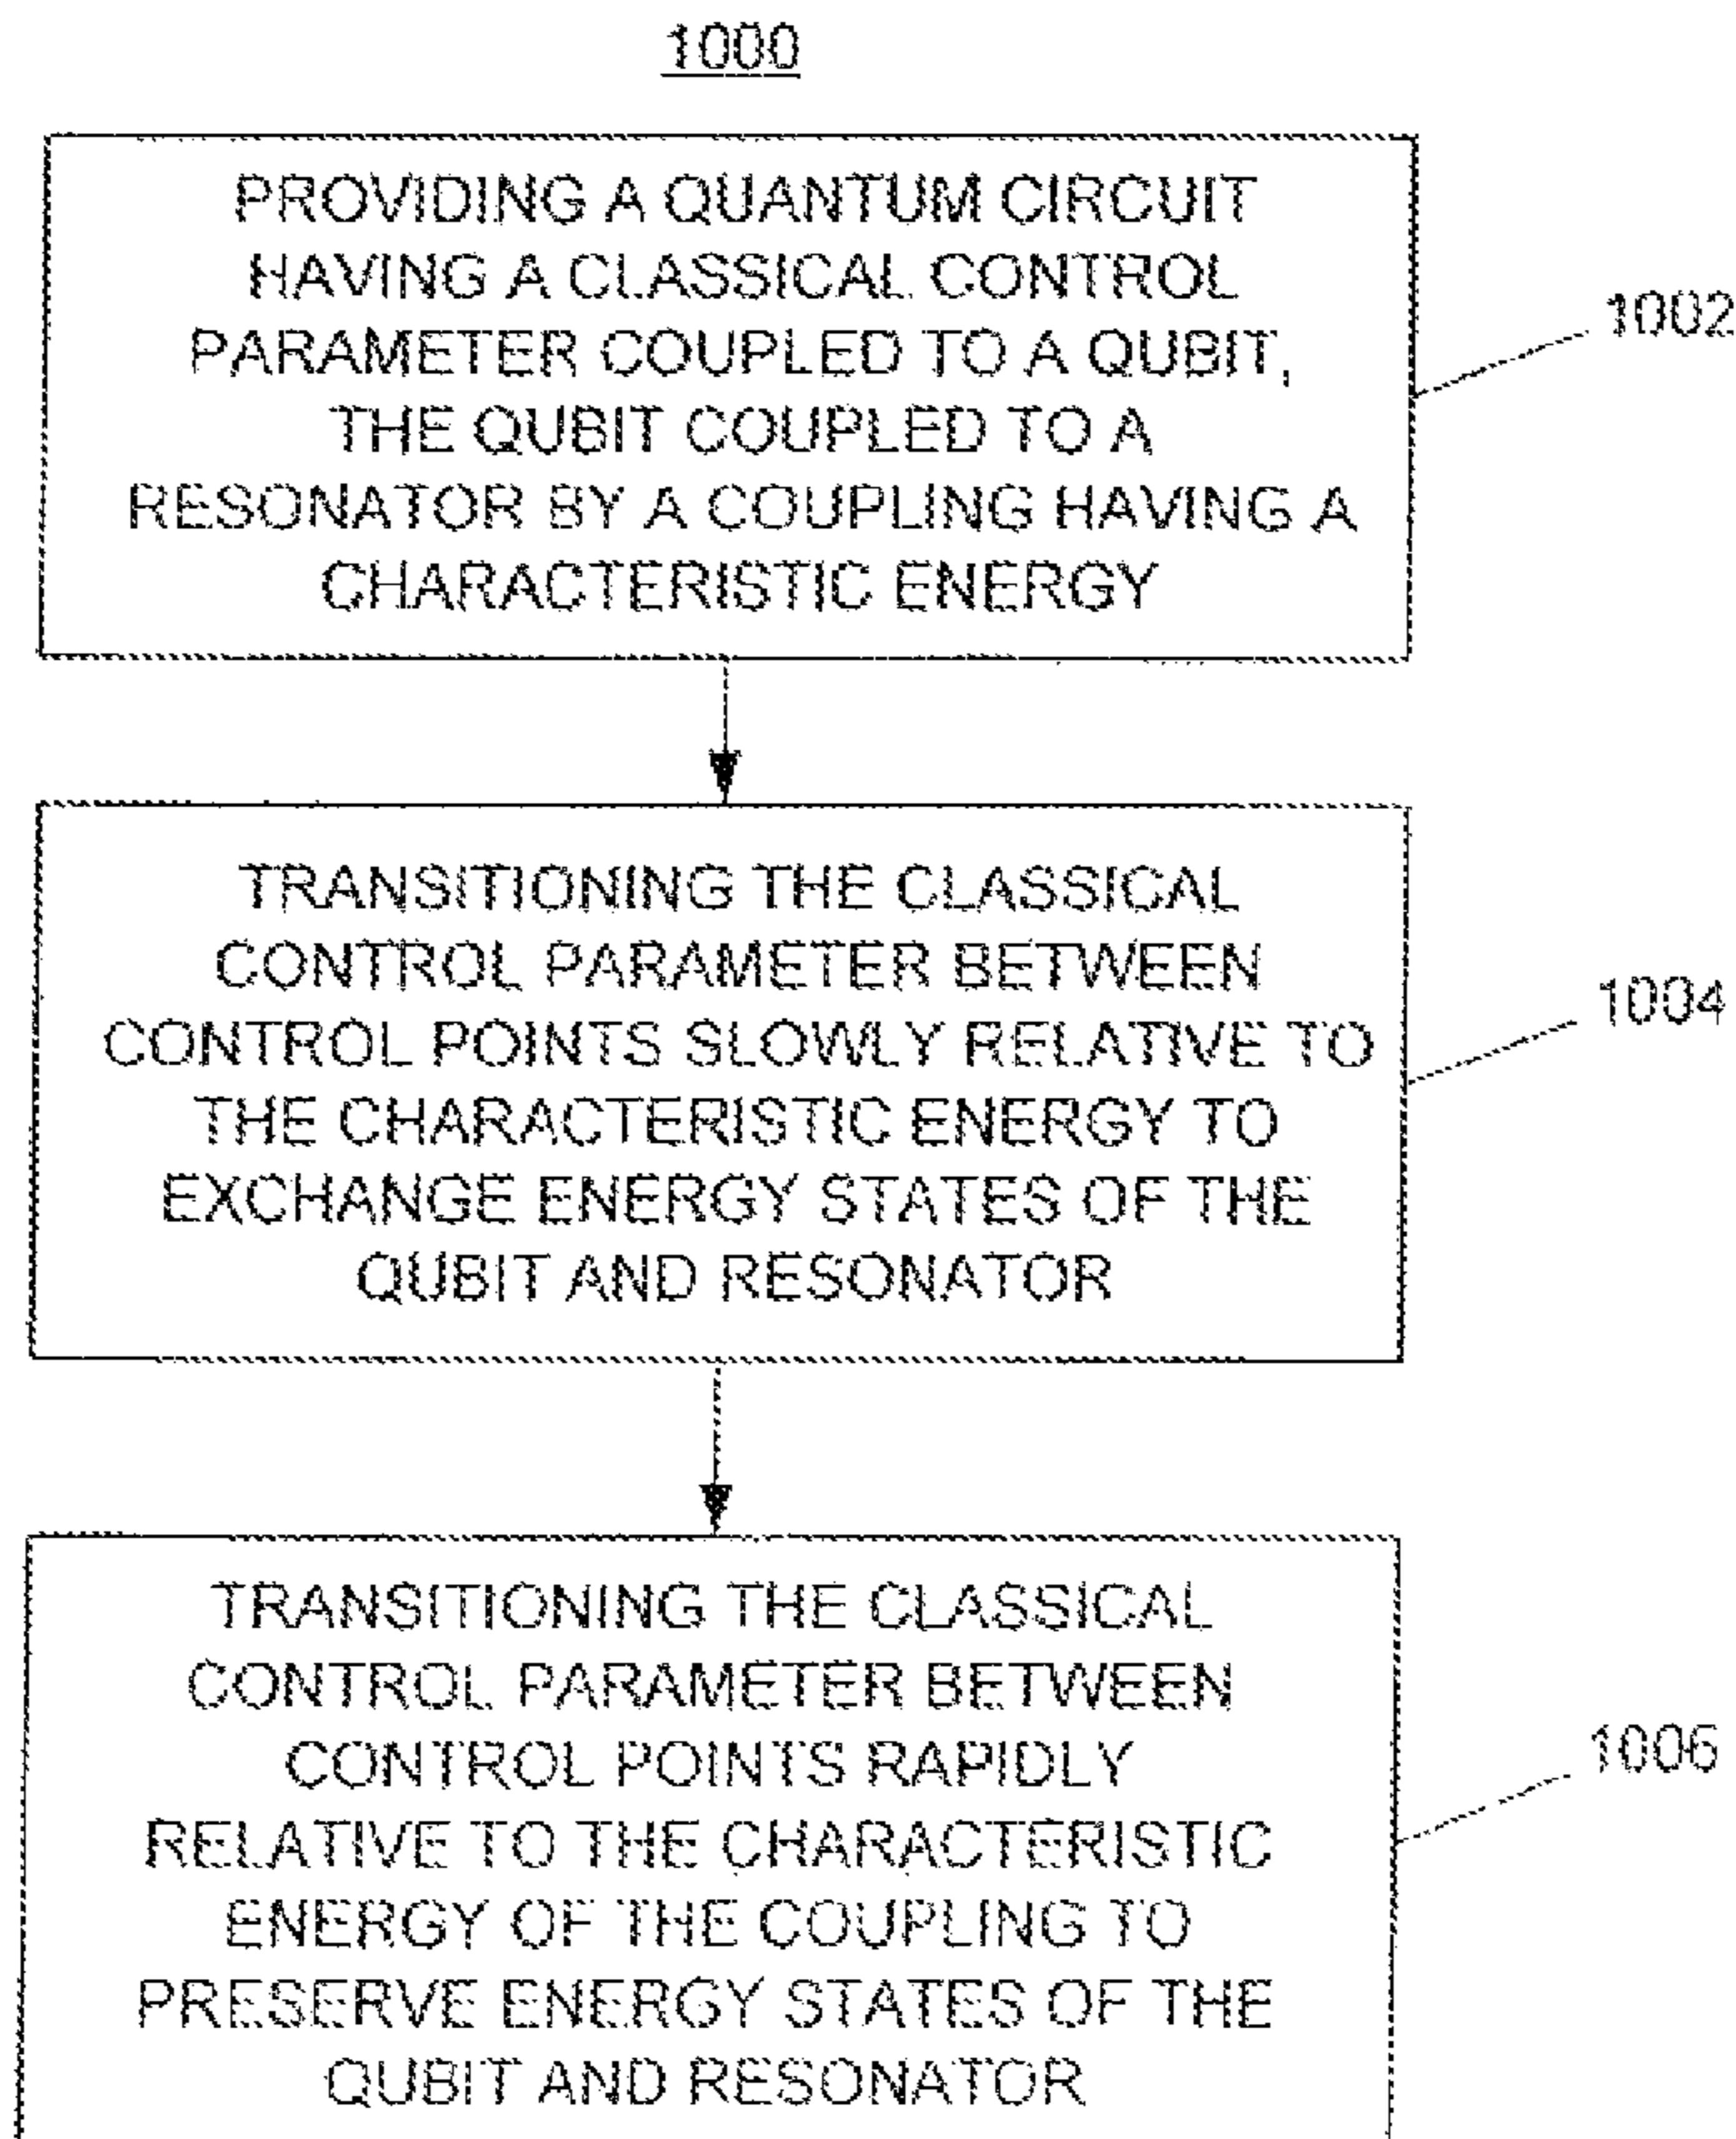 1000
PROVIDING A QUANTUM CIRCUIT
HAVING A CLASSICAL CONTROL
PARAMETER COUPLED TO A QUBIT,
THE QUBIT COUPLED TO A
RESONATOR BY A COUPLING HAVING A
CHARACTERISTIC ENERGY
1002
TRANSITIONING THE CLASSICAL
CONTROL PARAMETER BETWEEN
CONTROL POINTS SLOWLY RELATIVE TO
THE CHARACTERISTIC ENERGY TO
EXCHANGE ENERGY STATES OF THE
QUBIT AND RESONATOR
1004
TRANSITIONING THE CLASSICAL
CONTROL PARAMETER BETWEEN
CONTROL POINTS RAPIDLY
RELATIVE TO THE CHARACTERISTIC
ENERGY OF THE COUPLING TO
PRESERVE ENERGY STATES OF THE
QUBIT AND RESONATOR
1006